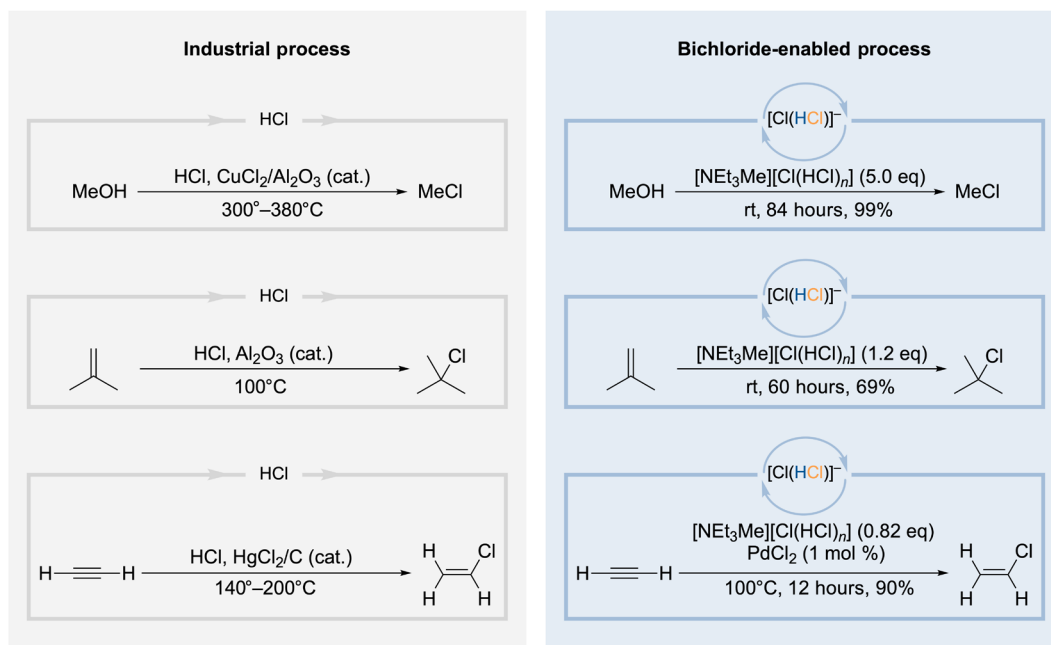 Industrial process
HCl
MeOH
HCl, CuCl₂/Al₂O₃ (cat.)
300°–380°C
MeCl
HCl
HCl, Al₂O₃ (cat.)
100°C
Cl
HCl
H
H
HCl, HgCl₂/C (cat.)
140°–200°C
H
Cl
H
H
Bichloride-enabled process
[Cl(HCl)]⁻
MeOH
[NEt₃Me][Cl(HCl)ₙ] (5.0 eq)
rt, 84 hours, 99%
MeCl
[Cl(HCl)]⁻
[NEt₃Me][Cl(HCl)ₙ] (1.2 eq)
rt, 60 hours, 69%
Cl
[Cl(HCl)]⁻
H
H
[NEt₃Me][Cl(HCl)ₙ] (0.82 eq)
PdCl₂ (1 mol %)
100°C, 12 hours, 90%
H
Cl
H
H